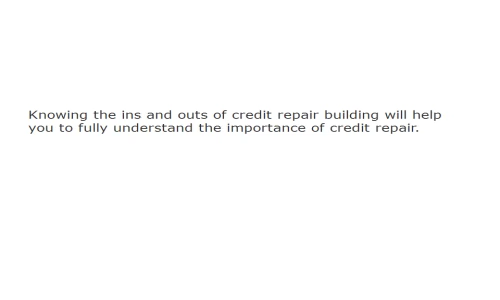 Knowing the ins and outs of credit repair building will help
you to fully understand the importance of credit repair.